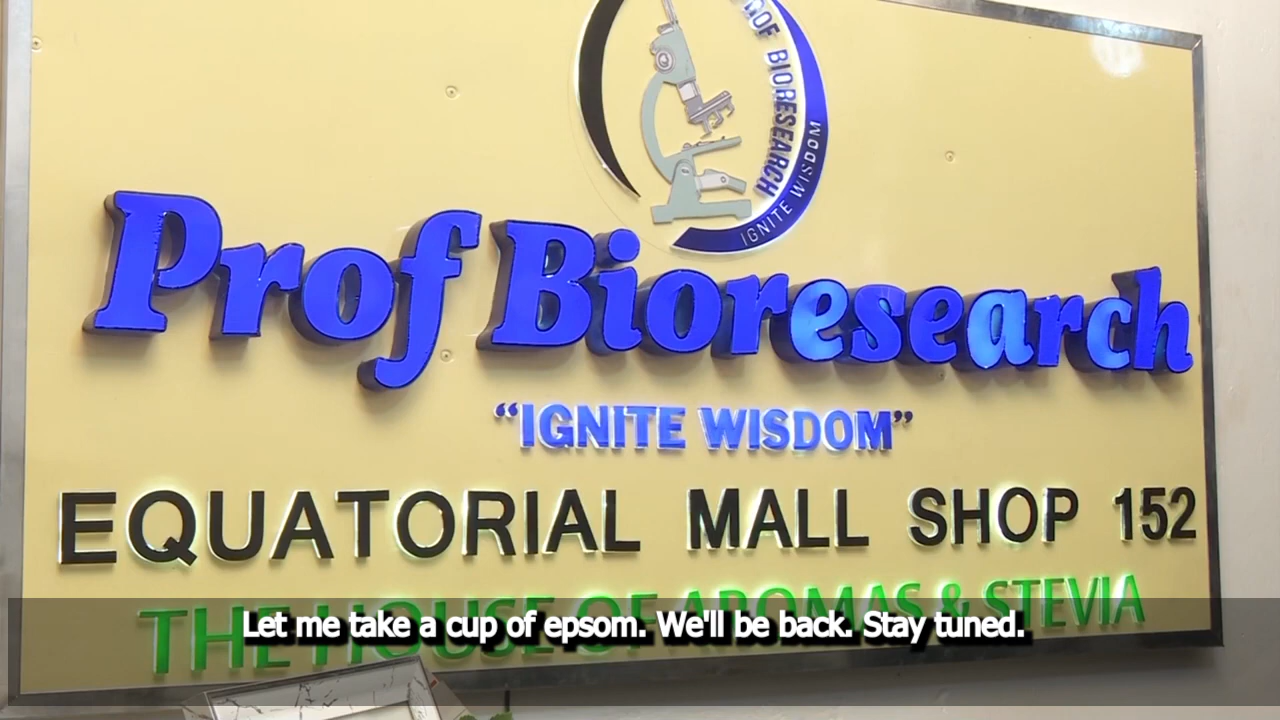 OF BIORESEARCH
IGNITE WISDOM
Prof Bioresearch
“IGNITE WISDOM”
EQUATORIAL MALL SHOP 152
THE HOUSE OF AROMAS & STEVIA
Let me take a cup of epsom. We'll be back. Stay tuned.